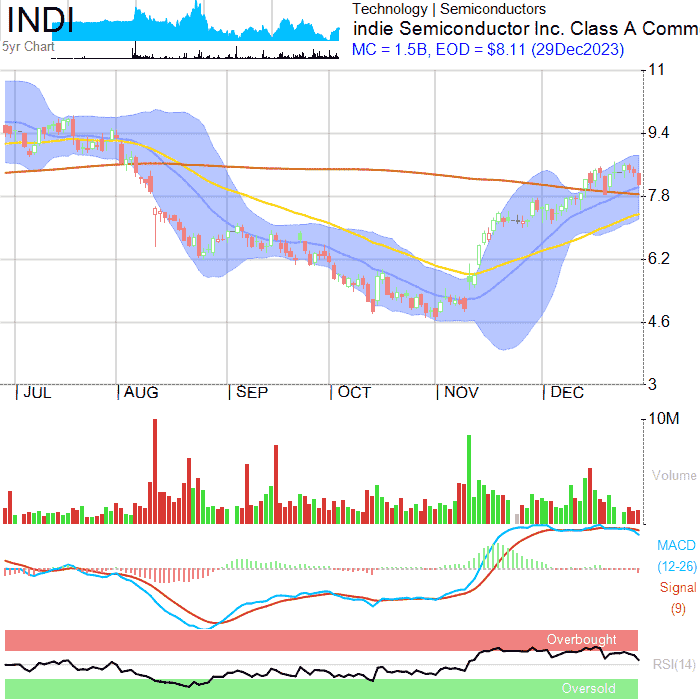 INDI
5yr Chart
Technology | Semiconductors
indie Semiconductor Inc. Class A Comm
MC = 1.5B, EOD = $8.11 (29Dec2023)
11
9.4
7.8
6.2
4.6
3
JUL AUG SEP OCT NOV DEC
10M
Volume
MACD
(12-26)
Signal
(9)
Overbought
RSI(14)
Oversold